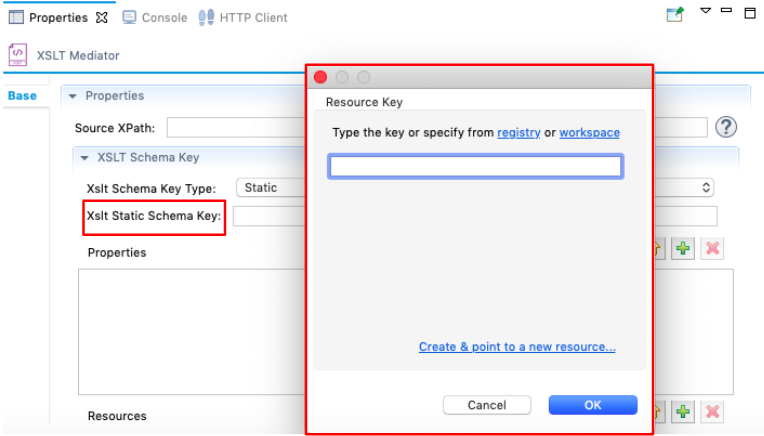 Properties Console HTTP Client
XSLT Mediator
Base
Properties
Source XPath:
?
XSLT Schema Key
Xslt Schema Key Type: Static
Xslt Static Schema Key:
Properties
Resources
Resource Key
Type the key or specify from registry or workspace
Create & point to a new resource...
Cancel OK